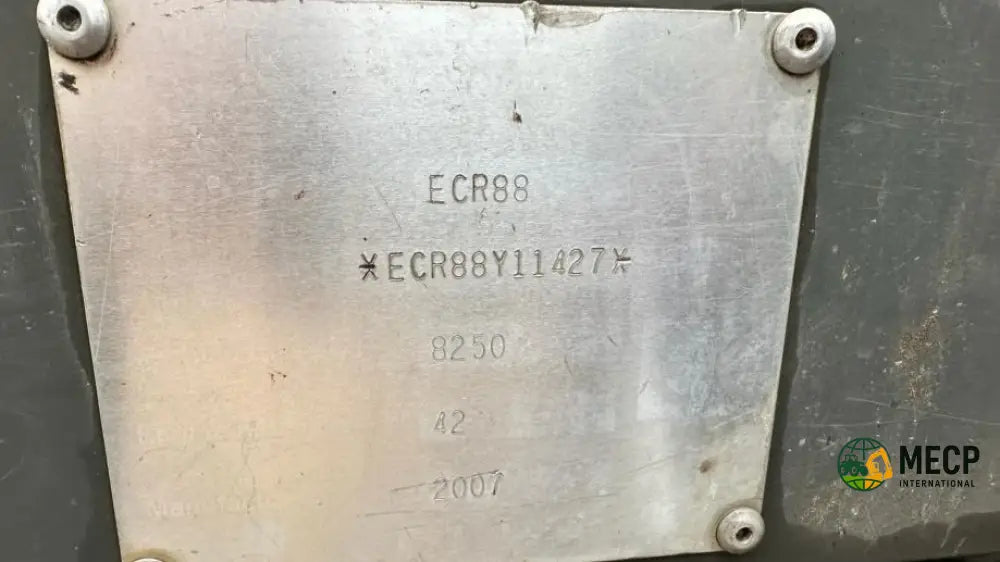 ECR88
*ECR88Y11427*
8250
42
2007
MECP
INTERNATIONAL